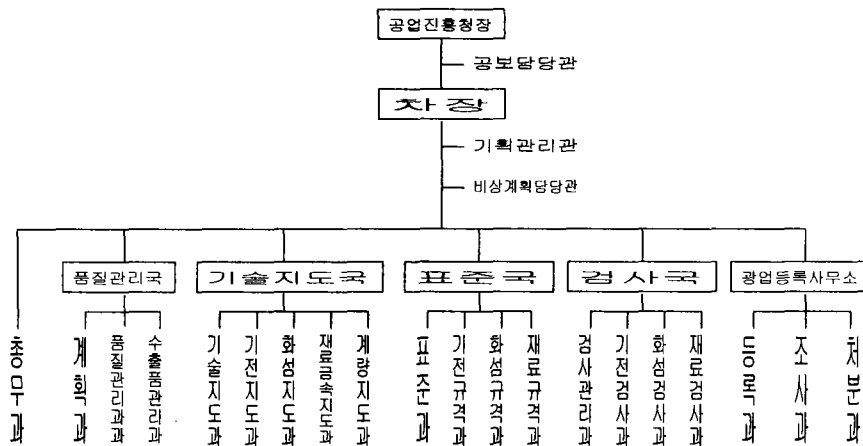 공업진흥청장
공보담당관
차장
기획관리관
비상계획담당관
품질관리국
기술지도국
표준국
검사국
광업등록사무소
총무과
계획과
품질관리과
수출품관리과
기술지도과
기전지도과
화섬지도과
재료금속지도과
계량지도과
표준과
기전규격과
화섬규격과
재료규격과
검사관리과
기전검사과
화섬검사과
재료검사과
등록과
조사과
처분과